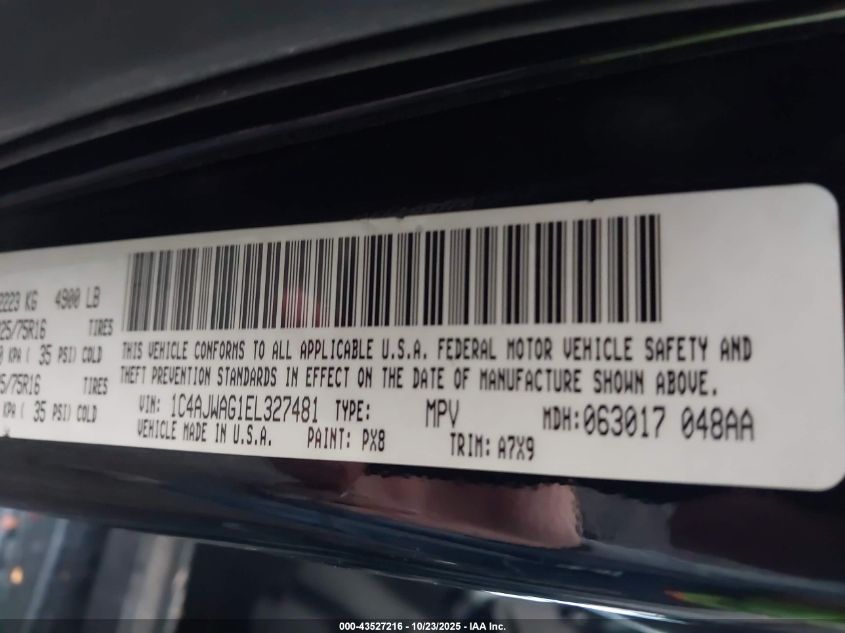 2223 KG 4900 LB
25/75R16 TIRES
KPA ( 35 PSI) COLD
5/75R16 TIRES
KPA ( 35 PSI) COLD
THIS VEHICLE CONFORMS TO ALL APPLICABLE U.S.A. FEDERAL MOTOR VEHICLE SAFETY AND
THEFT PREVENTION STANDARDS IN EFFECT ON THE DATE OF MANUFACTURE SHOWN ABOVE.
VIN: 1C4AJWAG1EL327481 TYPE: MPV MDH:063017 048AA
VEHICLE MADE IN U.S.A. PAINT: PX8 TRIM: A7X9
000-43527216 - 10/23/2025 - IAA Inc.